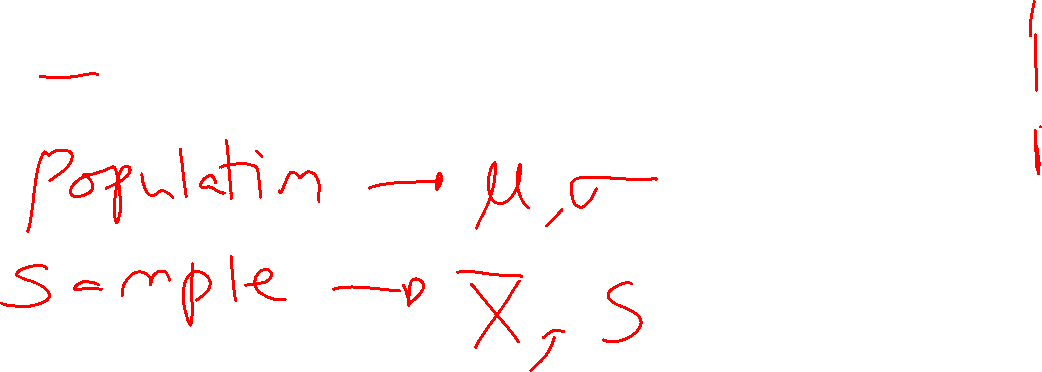 Population → μ, σ
Sample → X̅, S